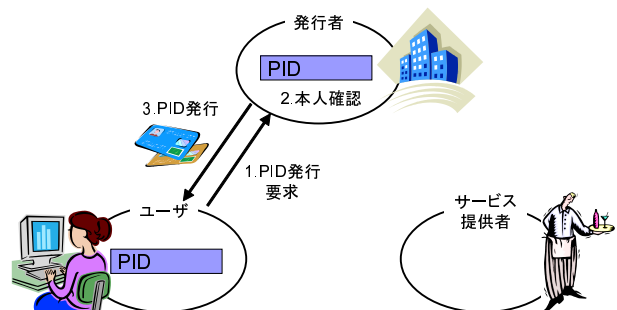 発行者
PID
2.本人確認
3.PID発行
1.PID発行
要求
ユーザ
PID
サービス
提供者